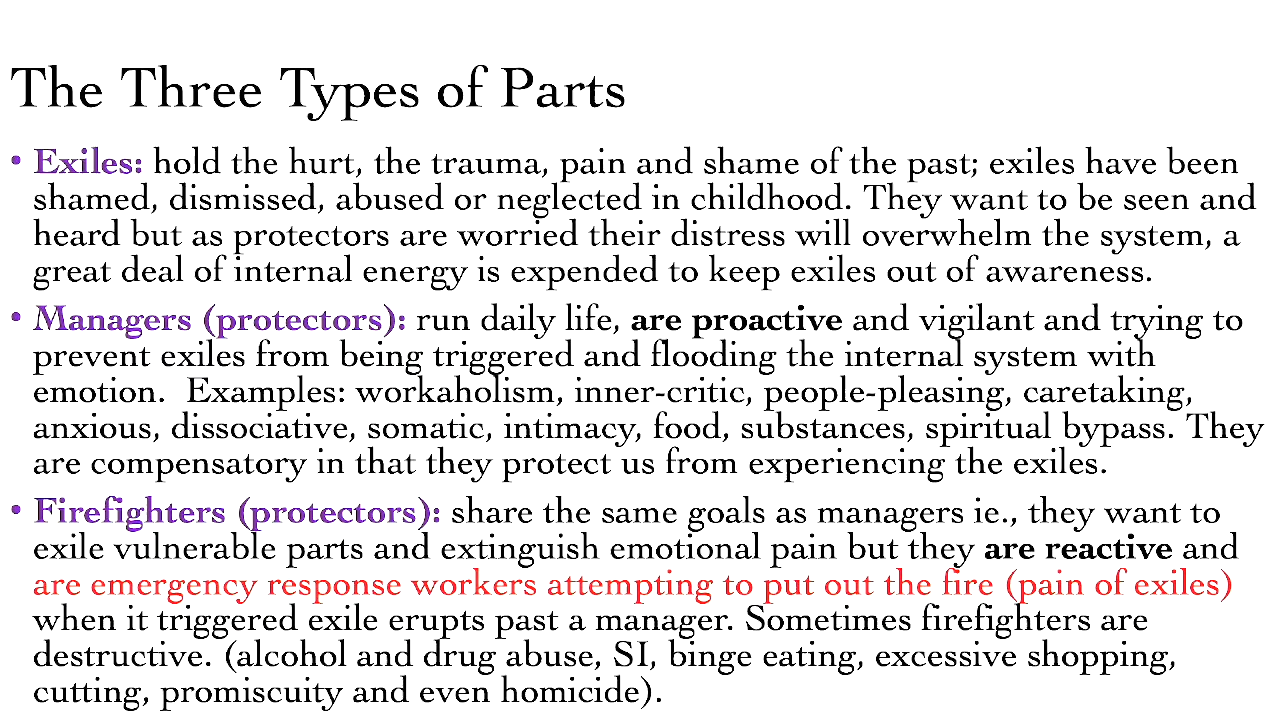 The Three Types of Parts
• Exiles: hold the hurt, the trauma, pain and shame of the past; exiles have been
shamed, dismissed, abused or neglected in childhood. They want to be seen and
heard but as protectors are worried their distress will overwhelm the system, a
great deal of internal energy is expended to keep exiles out of awareness.
• Managers (protectors): run daily life, are proactive and vigilant and trying to
prevent exiles from being triggered and flooding the internal system with
emotion.  Examples: workaholism, inner-critic, people-pleasing, caretaking,
anxious, dissociative, somatic, intimacy, food, substances, spiritual bypass. They
are compensatory in that they protect us from experiencing the exiles.
• Firefighters (protectors): share the same goals as managers ie., they want to
exile vulnerable parts and extinguish emotional pain but they are reactive and
are emergency response workers attempting to put out the fire (pain of exiles)
when it triggered exile erupts past a manager. Sometimes firefighters are
destructive. (alcohol and drug abuse, SI, binge eating, excessive shopping,
cutting, promiscuity and even homicide).